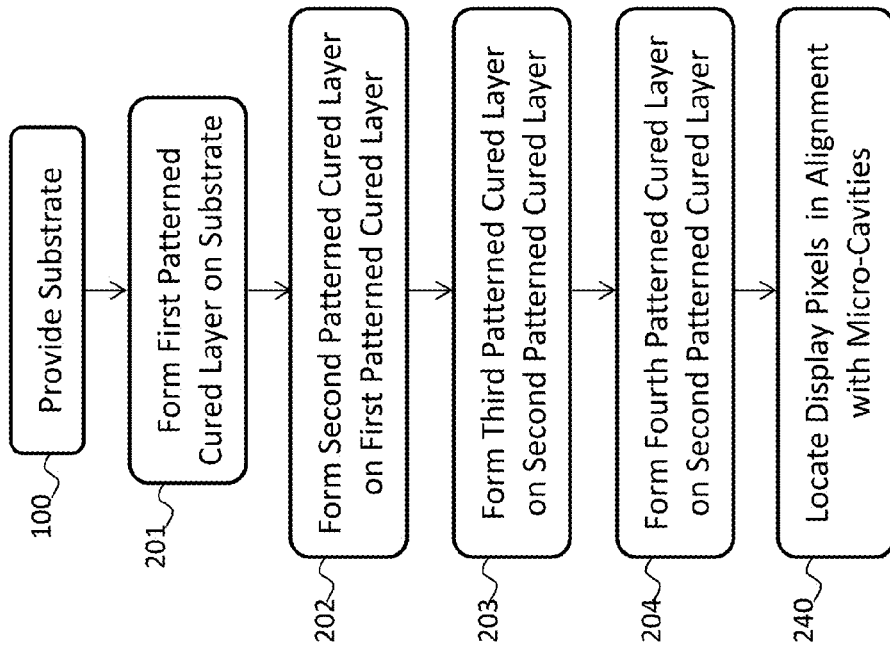 100
Provide Substrate
201
Form First Patterned
Cured Layer on Substrate
202
Form Second Patterned Cured Layer
on First Patterned Cured Layer
203
Form Third Patterned Cured Layer
on Second Patterned Cured Layer
204
Form Fourth Patterned Cured Layer
on Second Patterned Cured Layer
240
Locate Display Pixels in Alignment
with Micro-Cavities